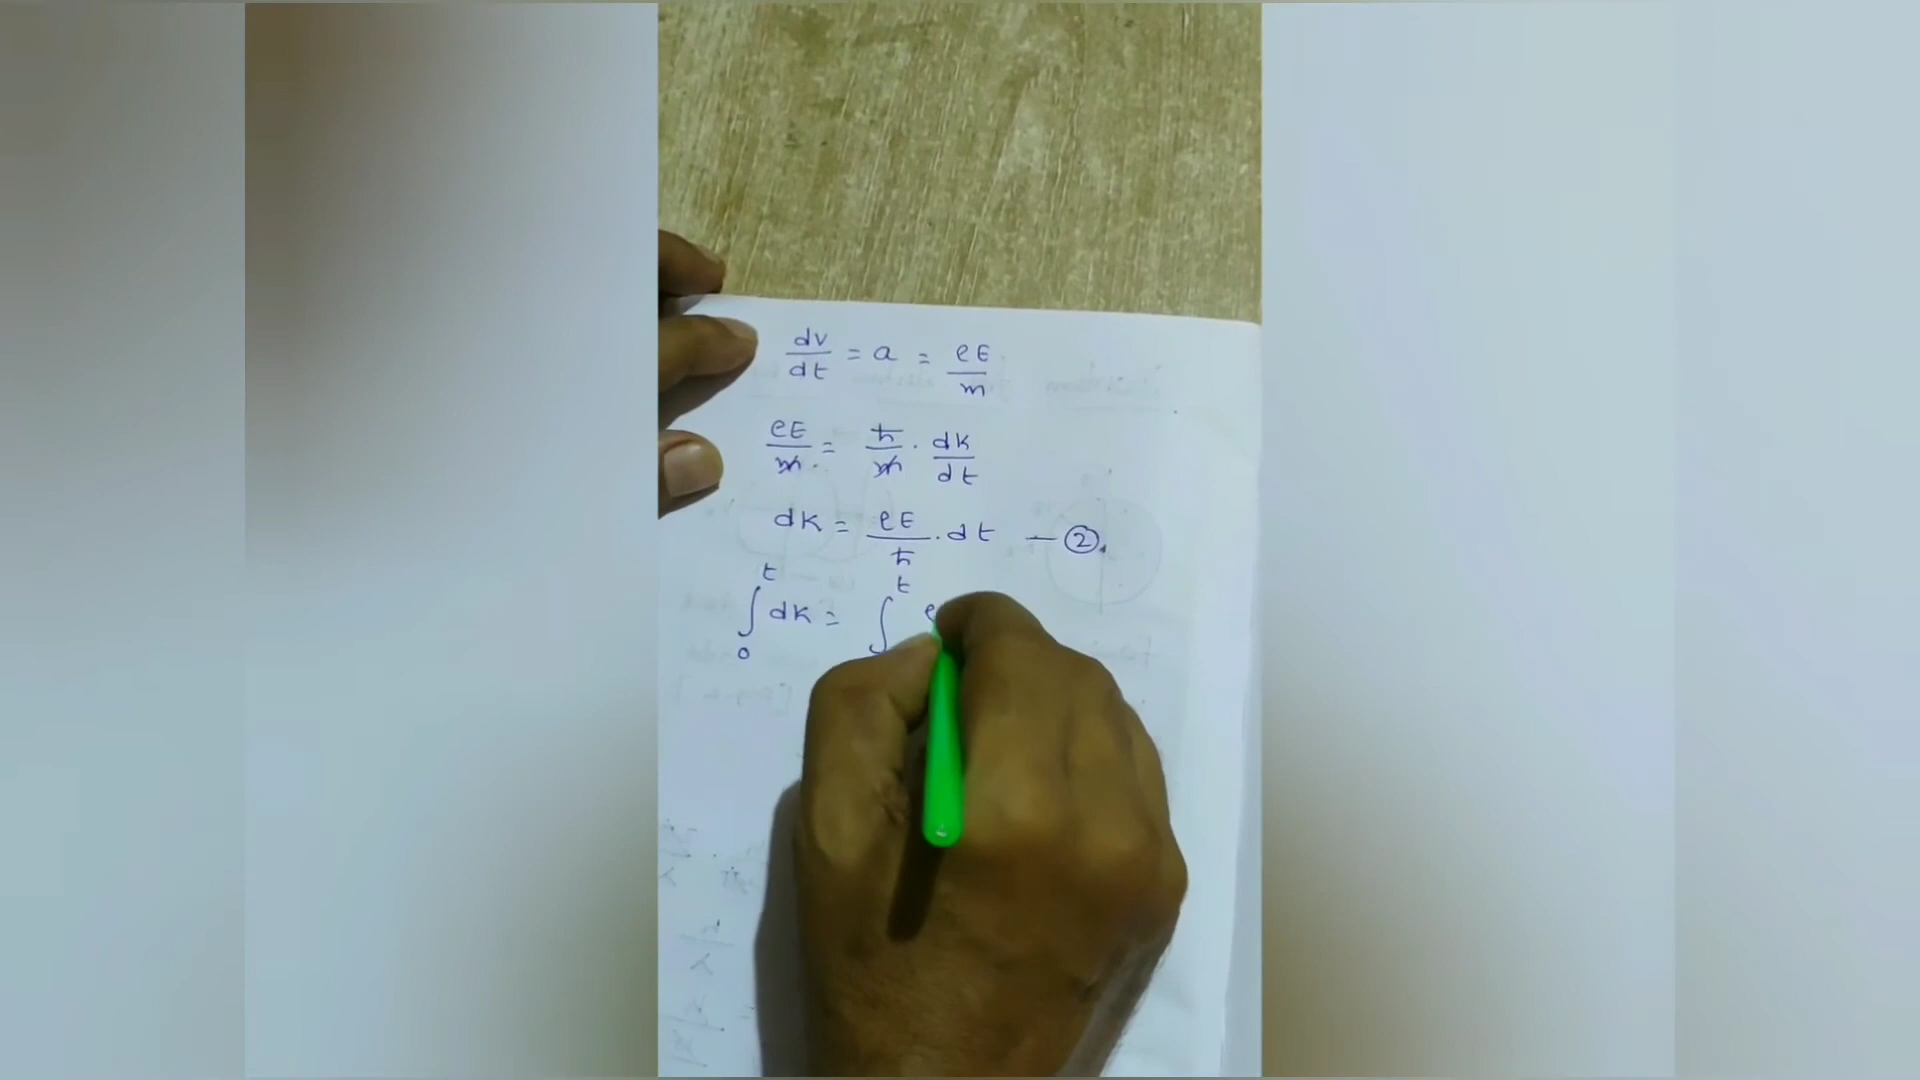 dv/dt = a = eE/m
eE/m = ħ/m · dk/dt
dk = eE/ħ · dt — ②.
∫₀ᵗ dk = ∫ᵗ e